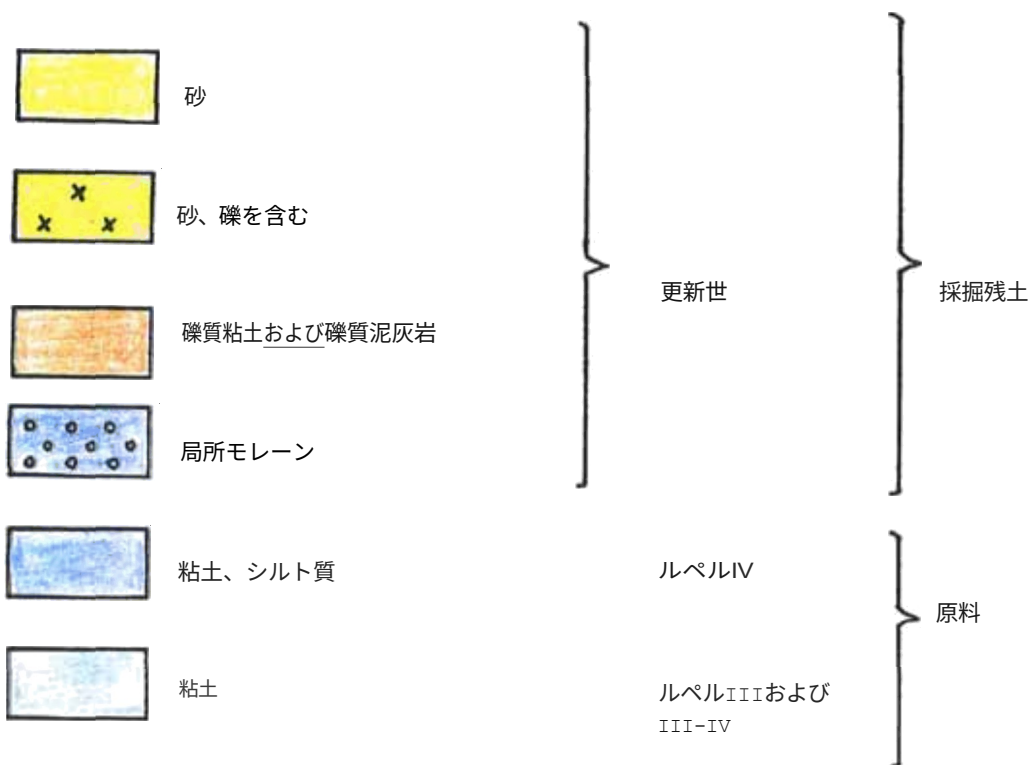 砂
砂、礫を含む
更新世
採掘残土
礫質粘土および礫質泥灰岩
局所モレーン
粘土、シルト質
ルペルIV
原料
粘土
ルペルIIIおよび
III-IV